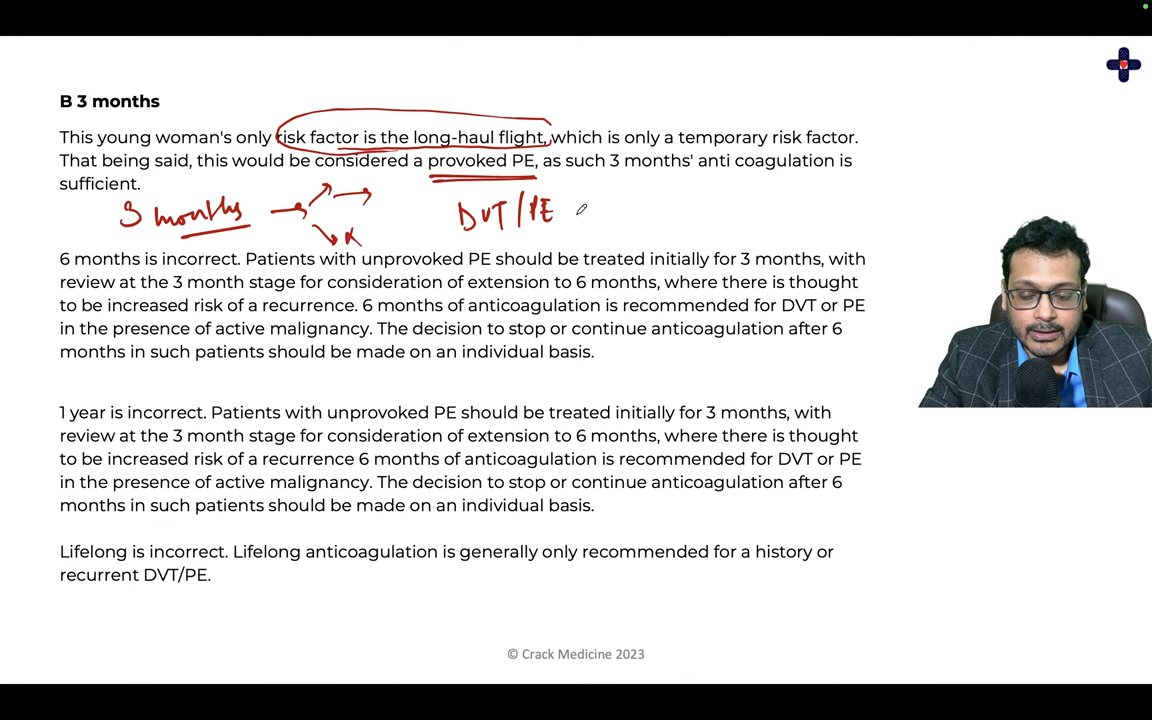 B 3 months
This young woman's only risk factor is the long-haul flight, which is only a temporary risk factor.
That being said, this would be considered a provoked PE, as such 3 months' anti coagulation is
sufficient.
3 months
DVT/PE
6 months is incorrect. Patients with unprovoked PE should be treated initially for 3 months, with
review at the 3 month stage for consideration of extension to 6 months, where there is thought
to be increased risk of a recurrence. 6 months of anticoagulation is recommended for DVT or PE
in the presence of active malignancy. The decision to stop or continue anticoagulation after 6
months in such patients should be made on an individual basis.
1 year is incorrect. Patients with unprovoked PE should be treated initially for 3 months, with
review at the 3 month stage for consideration of extension to 6 months, where there is thought
to be increased risk of a recurrence 6 months of anticoagulation is recommended for DVT or PE
in the presence of active malignancy. The decision to stop or continue anticoagulation after 6
months in such patients should be made on an individual basis.
Lifelong is incorrect. Lifelong anticoagulation is generally only recommended for a history or
recurrent DVT/PE.
© Crack Medicine 2023